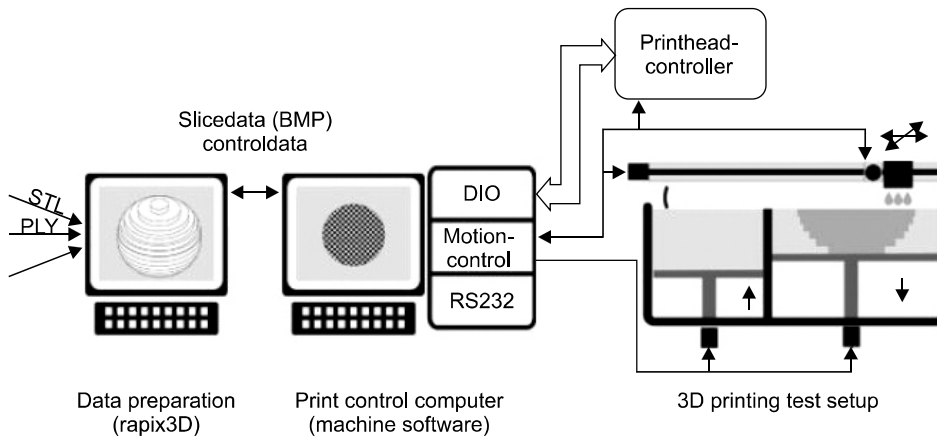 Printhead-
controller
Slicedata (BMP)
controldata
STL
PLY
DIO
Motion-
control
RS232
Data preparation
(rapix3D)
Print control computer
(machine software)
3D printing test setup